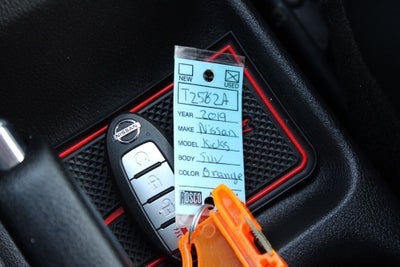 NEW USED
T2582A
YEAR 2019
MAKE Nissan
MODEL Kicks
BODY SUV
COLOR Orange
NISSAN